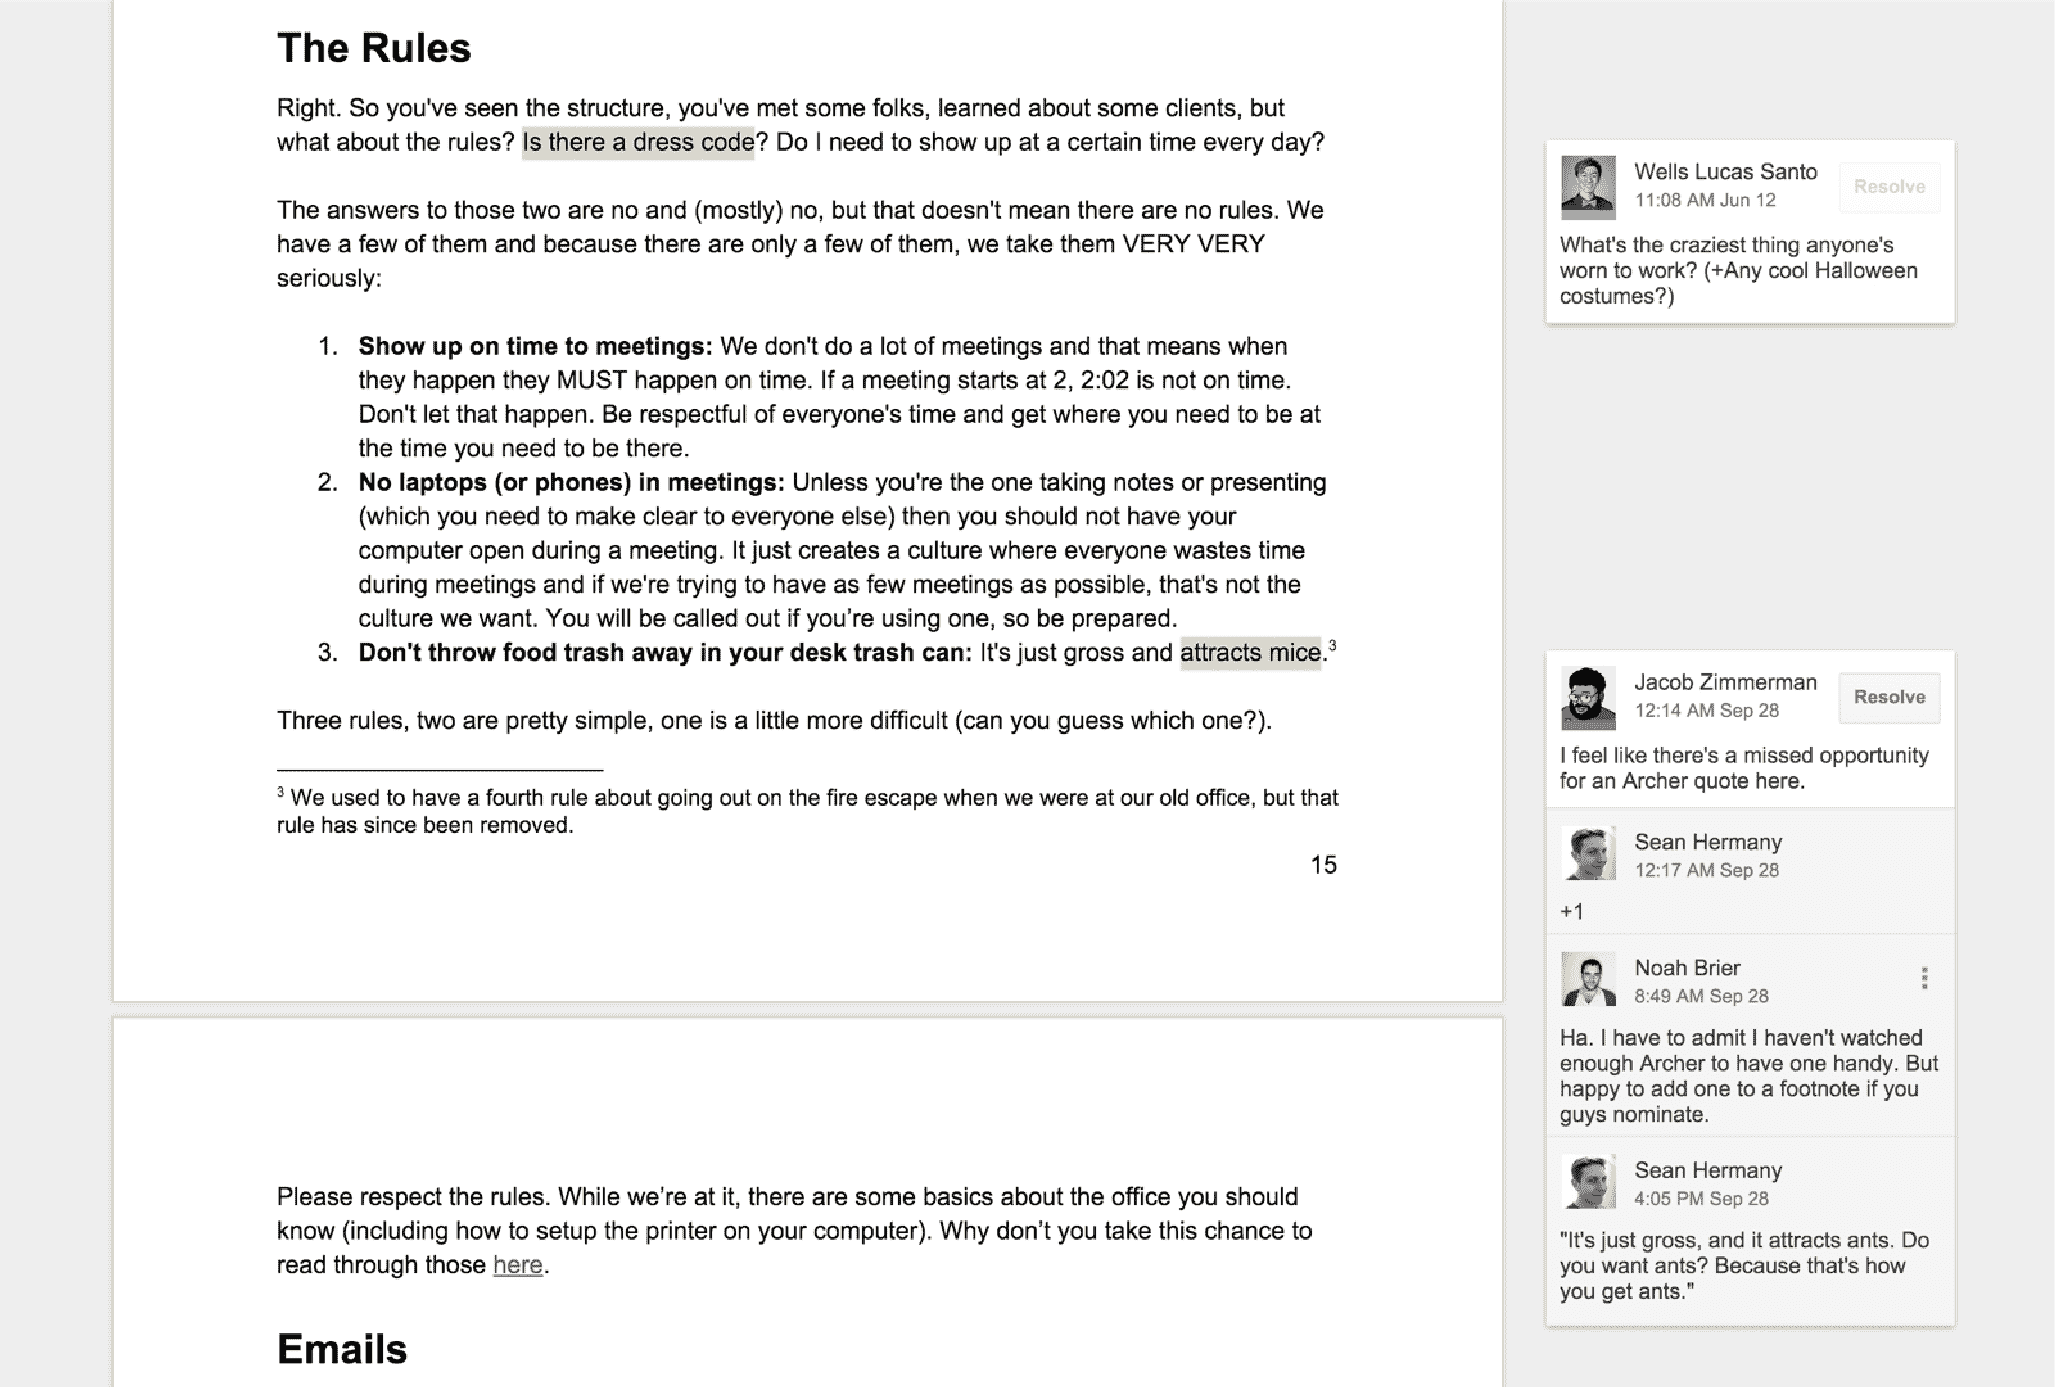 The Rules
Right. So you've seen the structure, you've met some folks, learned about some clients, but
what about the rules? Is there a dress code? Do I need to show up at a certain time every day?
The answers to those two are no and (mostly) no, but that doesn't mean there are no rules. We
have a few of them and because there are only a few of them, we take them VERY VERY
seriously:
1. Show up on time to meetings: We don't do a lot of meetings and that means when
they happen they MUST happen on time. If a meeting starts at 2, 2:02 is not on time.
Don't let that happen. Be respectful of everyone's time and get where you need to be at
the time you need to be there.
2. No laptops (or phones) in meetings: Unless you're the one taking notes or presenting
(which you need to make clear to everyone else) then you should not have your
computer open during a meeting. It just creates a culture where everyone wastes time
during meetings and if we're trying to have as few meetings as possible, that's not the
culture we want. You will be called out if you’re using one, so be prepared.
3. Don't throw food trash away in your desk trash can: It's just gross and attracts mice.³
Three rules, two are pretty simple, one is a little more difficult (can you guess which one?).
³ We used to have a fourth rule about going out on the fire escape when we were at our old office, but that
rule has since been removed.
15
Please respect the rules. While we’re at it, there are some basics about the office you should
know (including how to setup the printer on your computer). Why don’t you take this chance to
read through those here.
Emails
Wells Lucas Santo
11:08 AM Jun 12
Resolve
What's the craziest thing anyone's
worn to work? (+Any cool Halloween
costumes?)
Jacob Zimmerman
12:14 AM Sep 28
Resolve
I feel like there's a missed opportunity
for an Archer quote here.
Sean Hermany
12:17 AM Sep 28
+1
Noah Brier
8:49 AM Sep 28
Ha. I have to admit I haven't watched
enough Archer to have one handy. But
happy to add one to a footnote if you
guys nominate.
Sean Hermany
4:05 PM Sep 28
"It's just gross, and it attracts ants. Do
you want ants? Because that's how
you get ants."